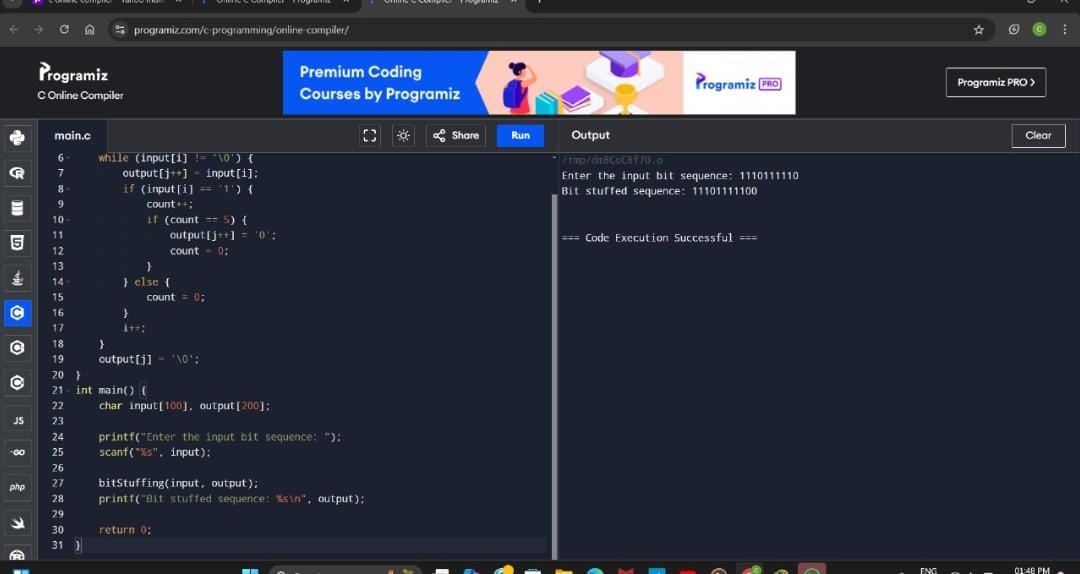 programiz.com/c-programming/online-compiler/
Programiz
C Online Compiler
Premium Coding
Courses by Programiz
Programiz PRO
Programiz PRO >
main.c
Share
Run
Output
Clear
6 while (input[i] != '\0') {
7 output[j++] = input[i];
8 if (input[i] == '1') {
9 count++;
10 if (count == 5) {
11 output[j++] = '0';
12 count = 0;
13 }
14 } else {
15 count = 0;
16 }
17 i++;
18 }
19 output[j] = '\0';
20 }
21 int main() {
22 char input[100], output[200];
23
24 printf("Enter the input bit sequence: ");
25 scanf("%s", input);
26
27 bitStuffing(input, output);
28 printf("Bit stuffed sequence: %s\n", output);
29
30 return 0;
31 }
/tmp/dm8CoC8f7O.o
Enter the input bit sequence: 1110111110
Bit stuffed sequence: 11101111100
=== Code Execution Successful ===
JS
GO
php
ENG
01:48 PM